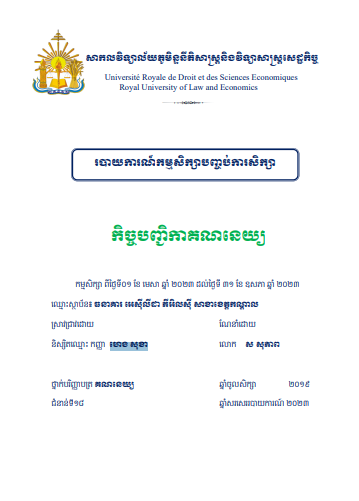 សាកលវិទ្យាល័យភូមិន្ទនីតិសាស្ត្រនិងវិទ្យាសាស្ត្រសេដ្ឋកិច្ច
Université Royale de Droit et des Sciences Economiques
Royal University of Law and Economics
របាយការណ៍កម្មសិក្សាបញ្ចប់ការសិក្សា
កិច្ចបញ្ជិកាគណនេយ្យ
កម្មសិក្សា ពីថ្ងៃទី០១ ខែ មេសា ឆ្នាំ ២០២៣ ដល់ថ្ងៃទី ៣១ ខែ ឧសភា ឆ្នាំ ២០២៣
ឈ្មោះស្ថាប័ន៖ ធនាគារ អេស៊ីលីដា ភីអិលស៊ី សាខាខេត្តកណ្តាល
ស្រាវជ្រាវដោយ ណែនាំដោយ
និស្សិតឈ្មោះ កញ្ញា ហេង សុខា លោក ស សុភាព
ថ្នាក់បរិញ្ញាបត្រ គណនេយ្យ ឆ្នាំចូលសិក្សា ២០១៩
ជំនាន់ទី១៨ ឆ្នាំសរសេរបាយការណ៍ ២០២៣